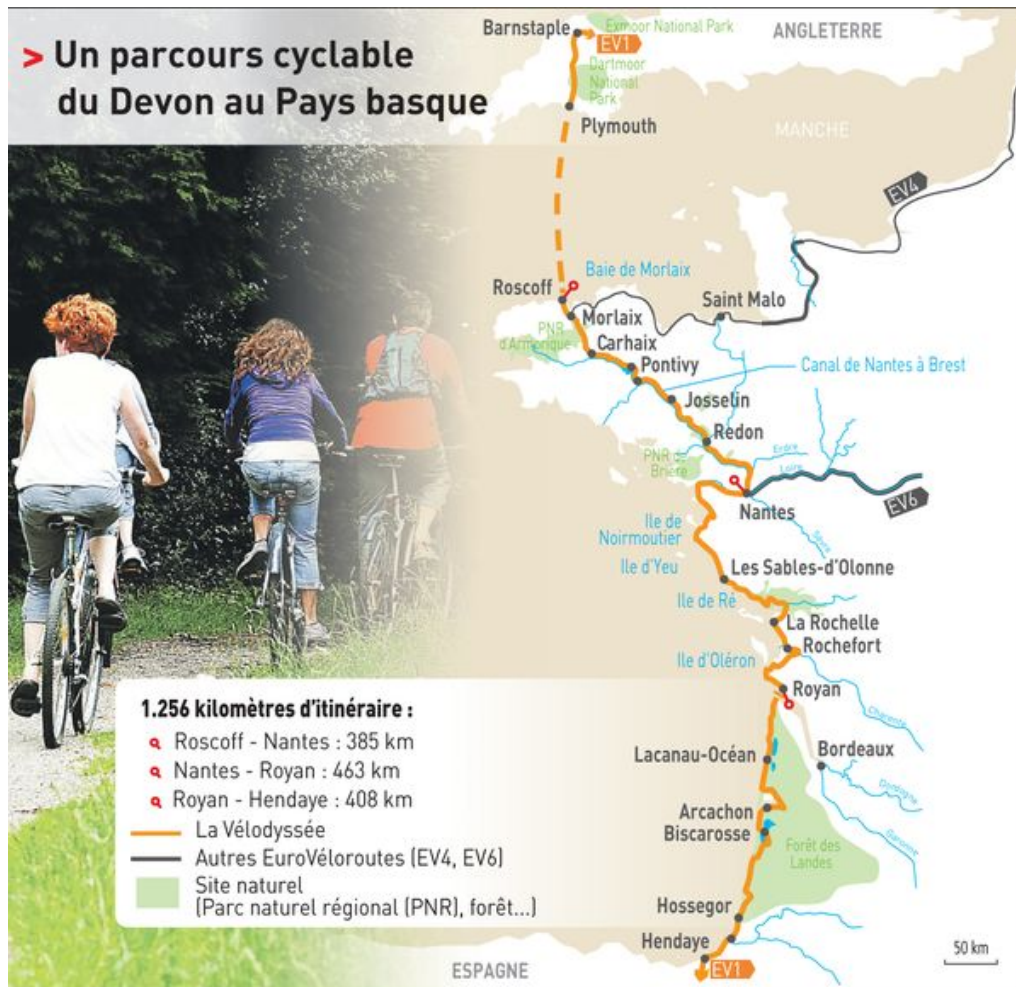 > Un parcours cyclable
du Devon au Pays basque
Barnstaple
Exmoor National Park
EV1
ANGLETERRE
Dartmoor
National
Park
Plymouth
MANCHE
EV4
Baie de Morlaix
Roscoff
Saint Malo
Morlaix
PNR
d'Armorique
Carhaix
Pontivy
Canal de Nantes à Brest
Josselin
Redon
PNR de
Brière
Erdre
Loire
EV6
Nantes
Ile de
Noirmoutier
Sèvre
Ile d'Yeu
Les Sables-d'Olonne
Ile de Ré
La Rochelle
Rochefort
Ile d'Oléron
Royan
Charente
Lacanau-Océan
Bordeaux
Dordogne
Garonne
Arcachon
Biscarosse
Forêt des
Landes
Hossegor
Hendaye
EV1
ESPAGNE
50 km
1.256 kilomètres d'itinéraire :
Roscoff - Nantes : 385 km
Nantes - Royan : 463 km
Royan - Hendaye : 408 km
La Vélodyssée
Autres EuroVéloroutes (EV4, EV6)
Site naturel
(Parc naturel régional (PNR), forêt...)